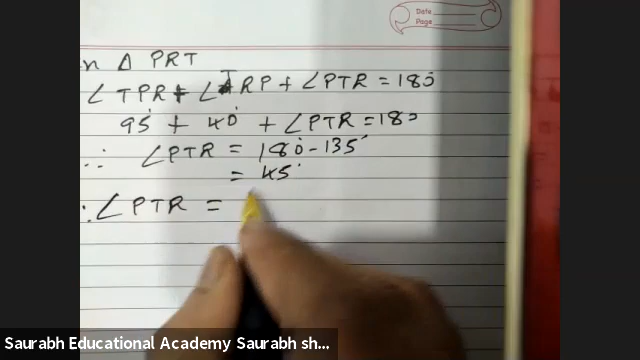 Date
Page
n Δ PRT
∠TPR + ∠TRP + ∠PTR = 180°
95° + 40° + ∠PTR = 180
∴ ∠PTR = 180° - 135°
= 45°
∴ ∠PTR =
Saurabh Educational Academy Saurabh sh...